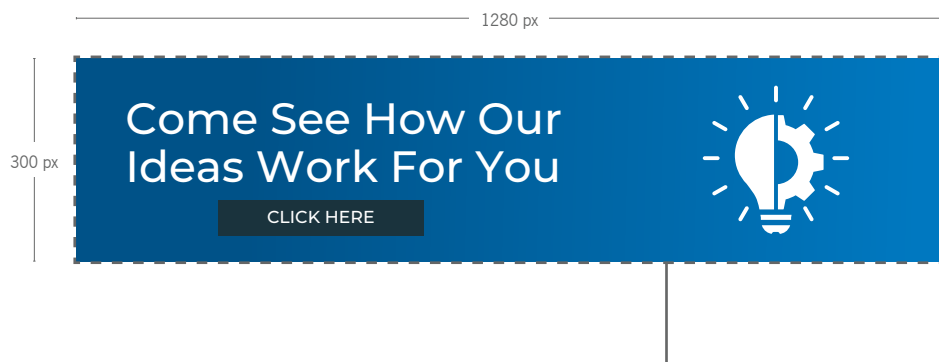 1280 px
300 px
Come See How Our
Ideas Work For You
CLICK HERE